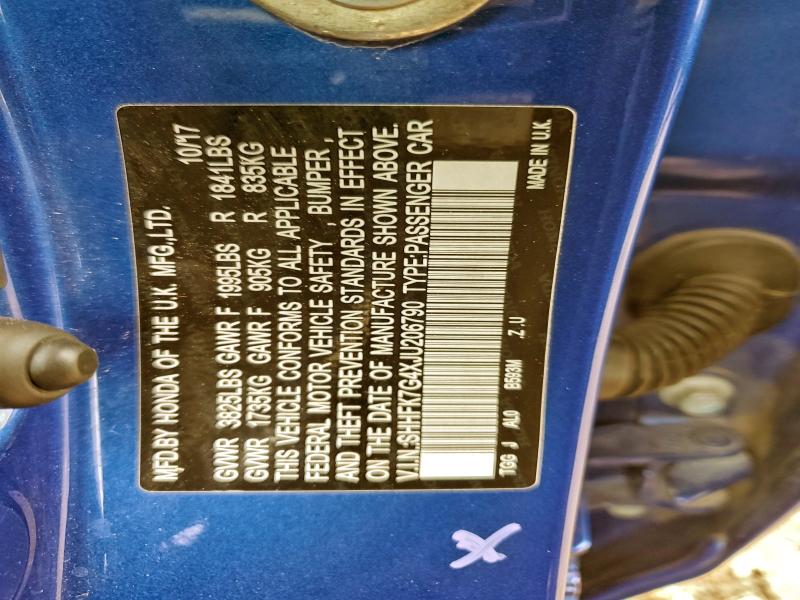 MFD.BY HONDA OF THE U.K. MFG.,LTD. 10/17
GVWR 3825LBS GAWR F 1995LBS R 1841LBS
GVWR 1735KG GAWR F 905KG R 835KG
THIS VEHICLE CONFORMS TO ALL APPLICABLE
FEDERAL MOTOR VEHICLE SAFETY , BUMPER ,
AND THEFT PREVENTION STANDARDS IN EFFECT
ON THE DATE OF MANUFACTURE SHOWN ABOVE.
V.I.N.:SHHFK7G4XJU206790 TYPE:PASSENGER CAR
TGG J AL0 B593M .Z.U
MADE IN U.K.
X